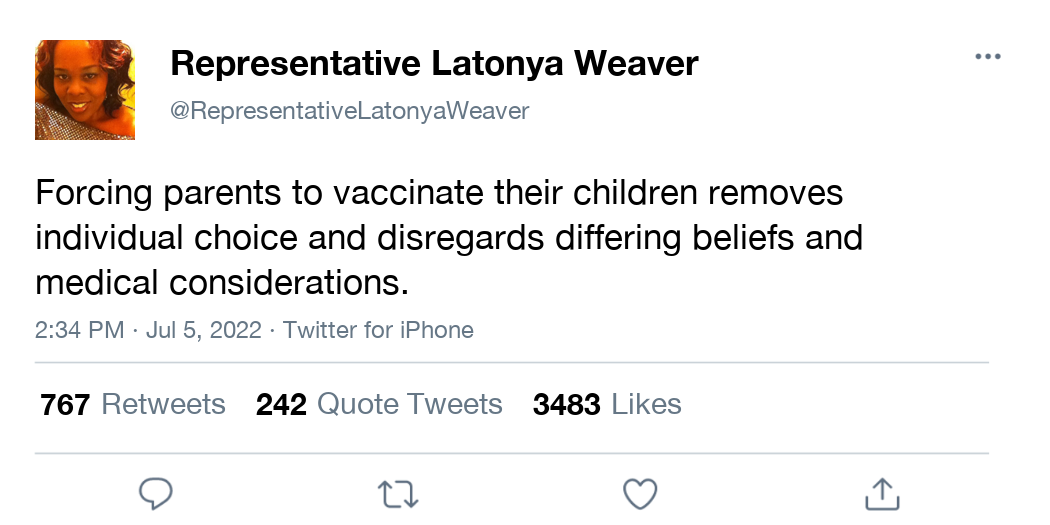 Representative Latonya Weaver
@RepresentativeLatonyaWeaver
Forcing parents to vaccinate their children removes
individual choice and disregards differing beliefs and
medical considerations.
2:34 PM · Jul 5, 2022 · Twitter for iPhone
767 Retweets 242 Quote Tweets 3483 Likes